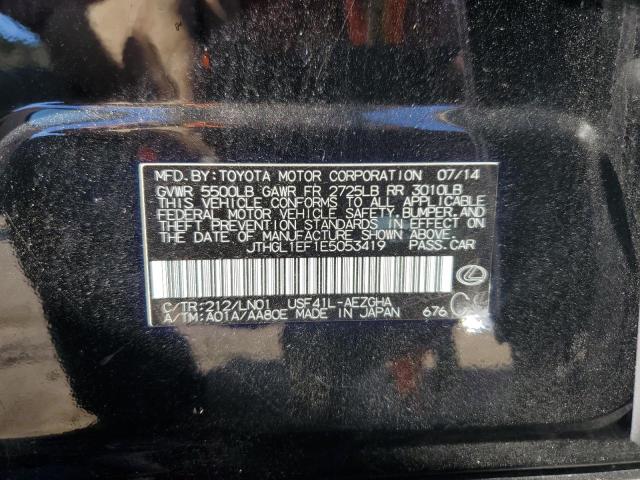 MFD.BY:TOYOTA MOTOR CORPORATION 07/14
GVWR 5500LB GAWR FR 2725LB RR 3010LB
THIS VEHICLE CONFORMS TO ALL APPLICABLE
FEDERAL MOTOR VEHICLE SAFETY,BUMPER,AND
THEFT PREVENTION STANDARDS IN EFFECT ON
THE DATE OF MANUFACTURE SHOWN ABOVE.
JTHGL1EF1E5053419 PASS.CAR
C/TR:212/LN01 USF41L-AEZGHA
A/TM:A01A/AA80E MADE IN JAPAN 676